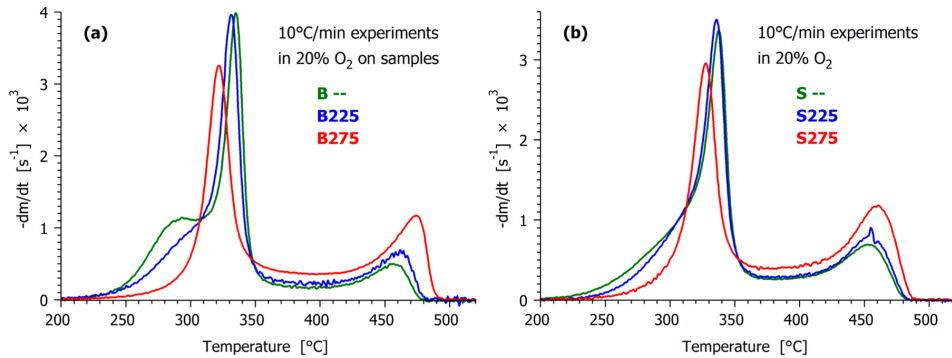 (a)
10°C/min experiments
in 20% O₂ on samples
B --
B225
B275
-dm/dt [s⁻¹] × 10³
4
3
2
1
0
200 250 300 350 400 450 500
Temperature [°C]
(b)
10°C/min experiments
in 20% O₂
S --
S225
S275
-dm/dt [s⁻¹] × 10³
3
2
1
0
200 250 300 350 400 450 500
Temperature [°C]